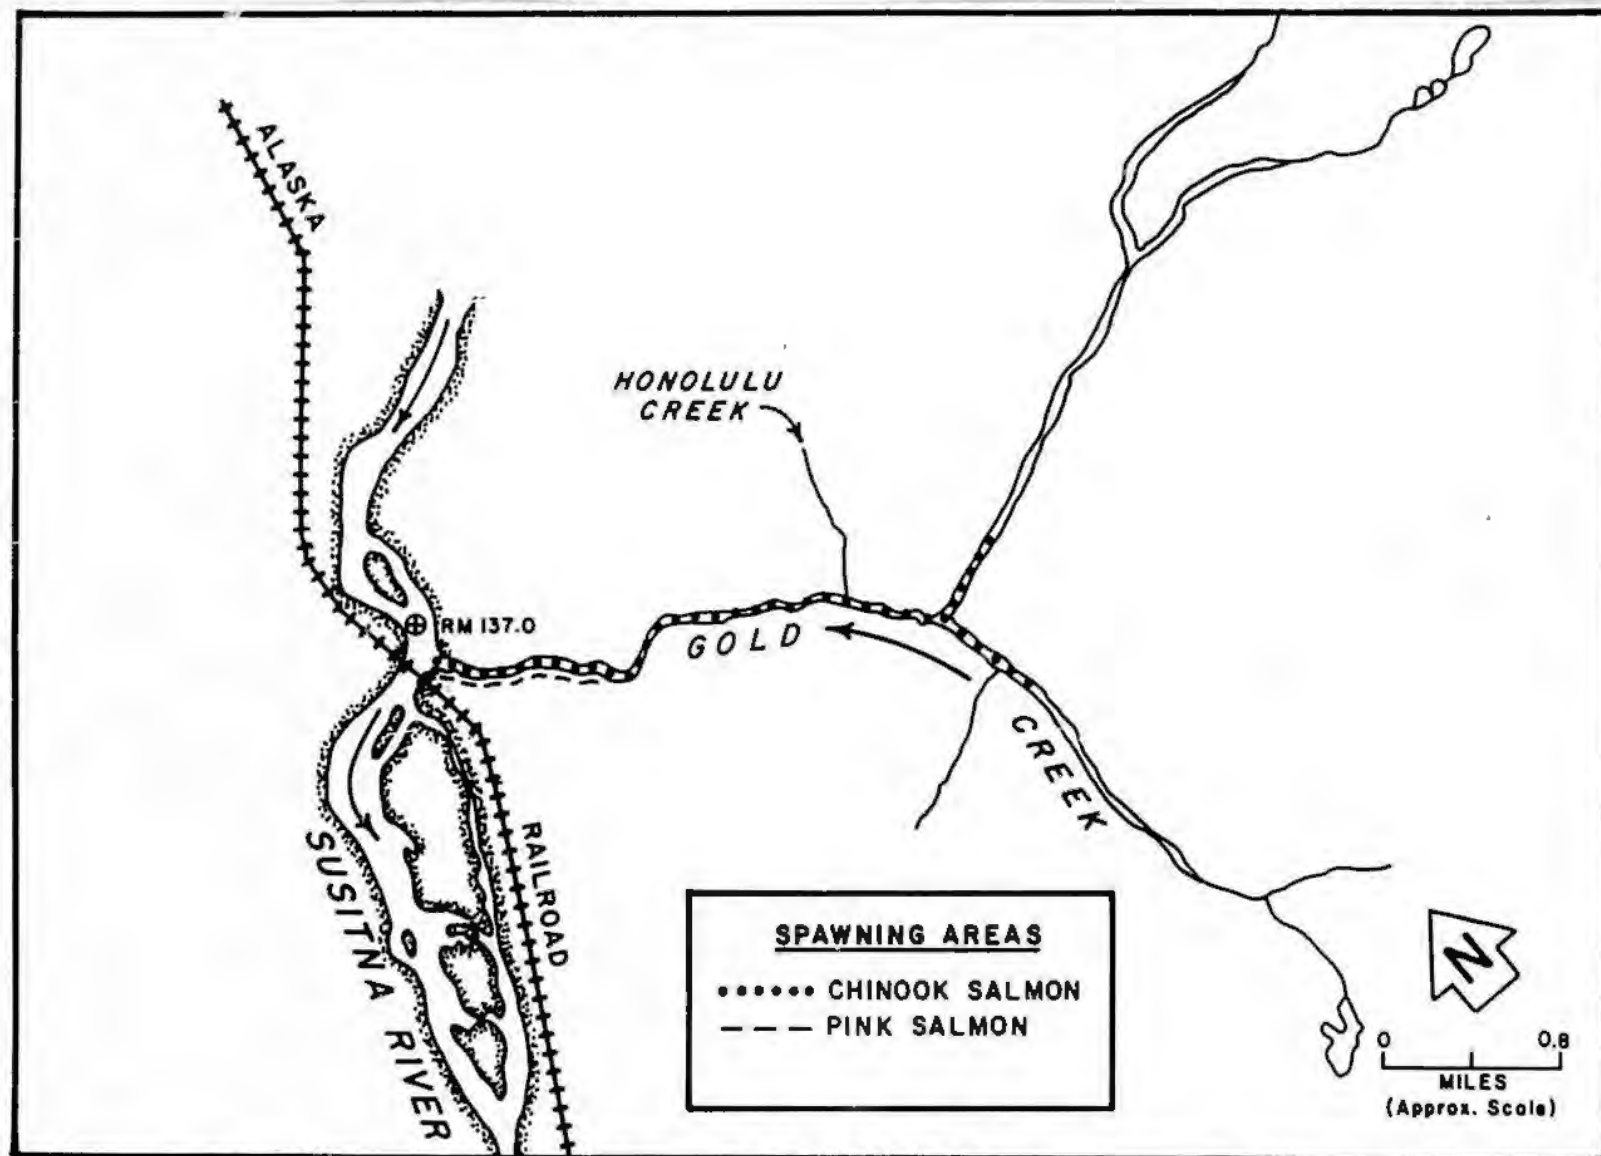 ALASKA
HONOLULU
CREEK
RM 137.0
GOLD
CREEK
SUSITNA RIVER
RAILROAD
SPAWNING AREAS
CHINOOK SALMON
PINK SALMON
N
0 0.8
MILES
(Approx. Scale)